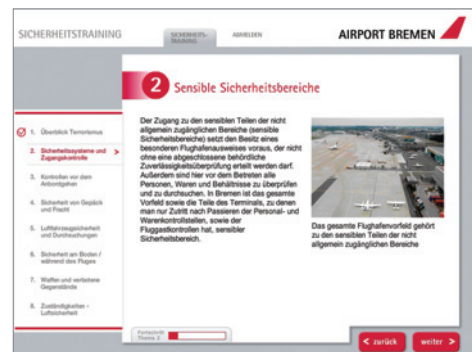 SICHERHEITSTRAINING
SICHERHEITS-
TRAINING
ABMELDEN
AIRPORT BREMEN
2 Sensible Sicherheitsbereiche
1. Überblick Terrorismus
2. Sicherheitssysteme und
Zugangskontrolle >
3. Kontrollen vor dem
Anbordgehen
4. Sicherheit von Gepäck
und Fracht
5. Luftfahrzeugsicherheit
und Durchsuchungen
6. Sicherheit am Boden /
während des Fluges
7. Waffen und verbotene
Gegenstände
8. Zuständigkeiten -
Luftsicherheit
Der Zugang zu den sensiblen Teilen der nicht
allgemein zugänglichen Bereiche (sensible
Sicherheitsbereiche) setzt den Besitz eines
besonderen Flughafenausweises voraus, der nicht
ohne eine abgeschlossene behördliche
Zuverlässigkeitsüberprüfung erteilt werden darf.
Außerdem sind hier vor dem Betreten alle
Personen, Waren und Behältnisse zu überprüfen
und zu durchsuchen. In Bremen ist das gesamte
Vorfeld sowie die Teile des Terminals, zu denen
man nur Zutritt nach Passieren der Personal- und
Warenkontrollstellen, sowie der
Fluggastkontrollen hat, sensibler
Sicherheitsbereich.
Das gesamte Flughafenvorfeld gehört
zu den sensiblen Teilen der nicht
allgemein zugänglichen Bereiche
Fortschritt
Thema 2
< zurück
weiter >